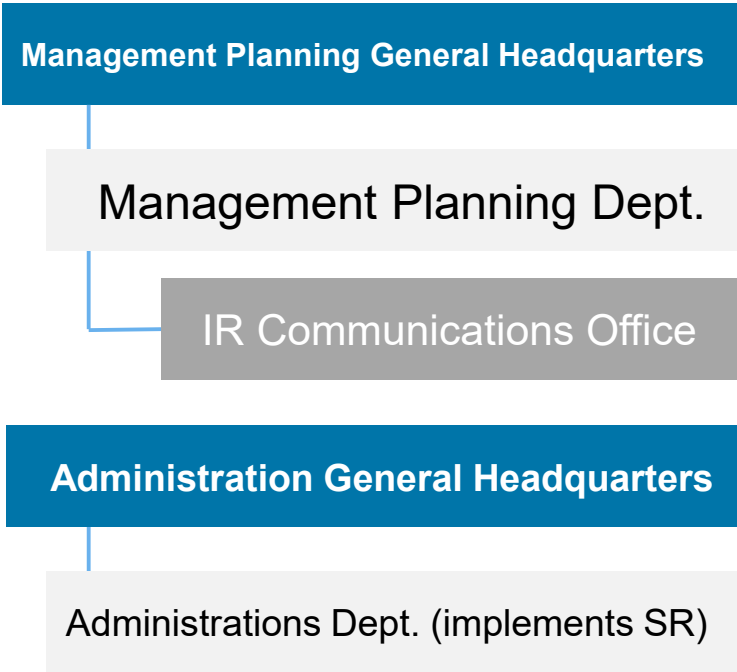 Management Planning General Headquarters
Management Planning Dept.
IR Communications Office
Administration General Headquarters
Administrations Dept. (implements SR)